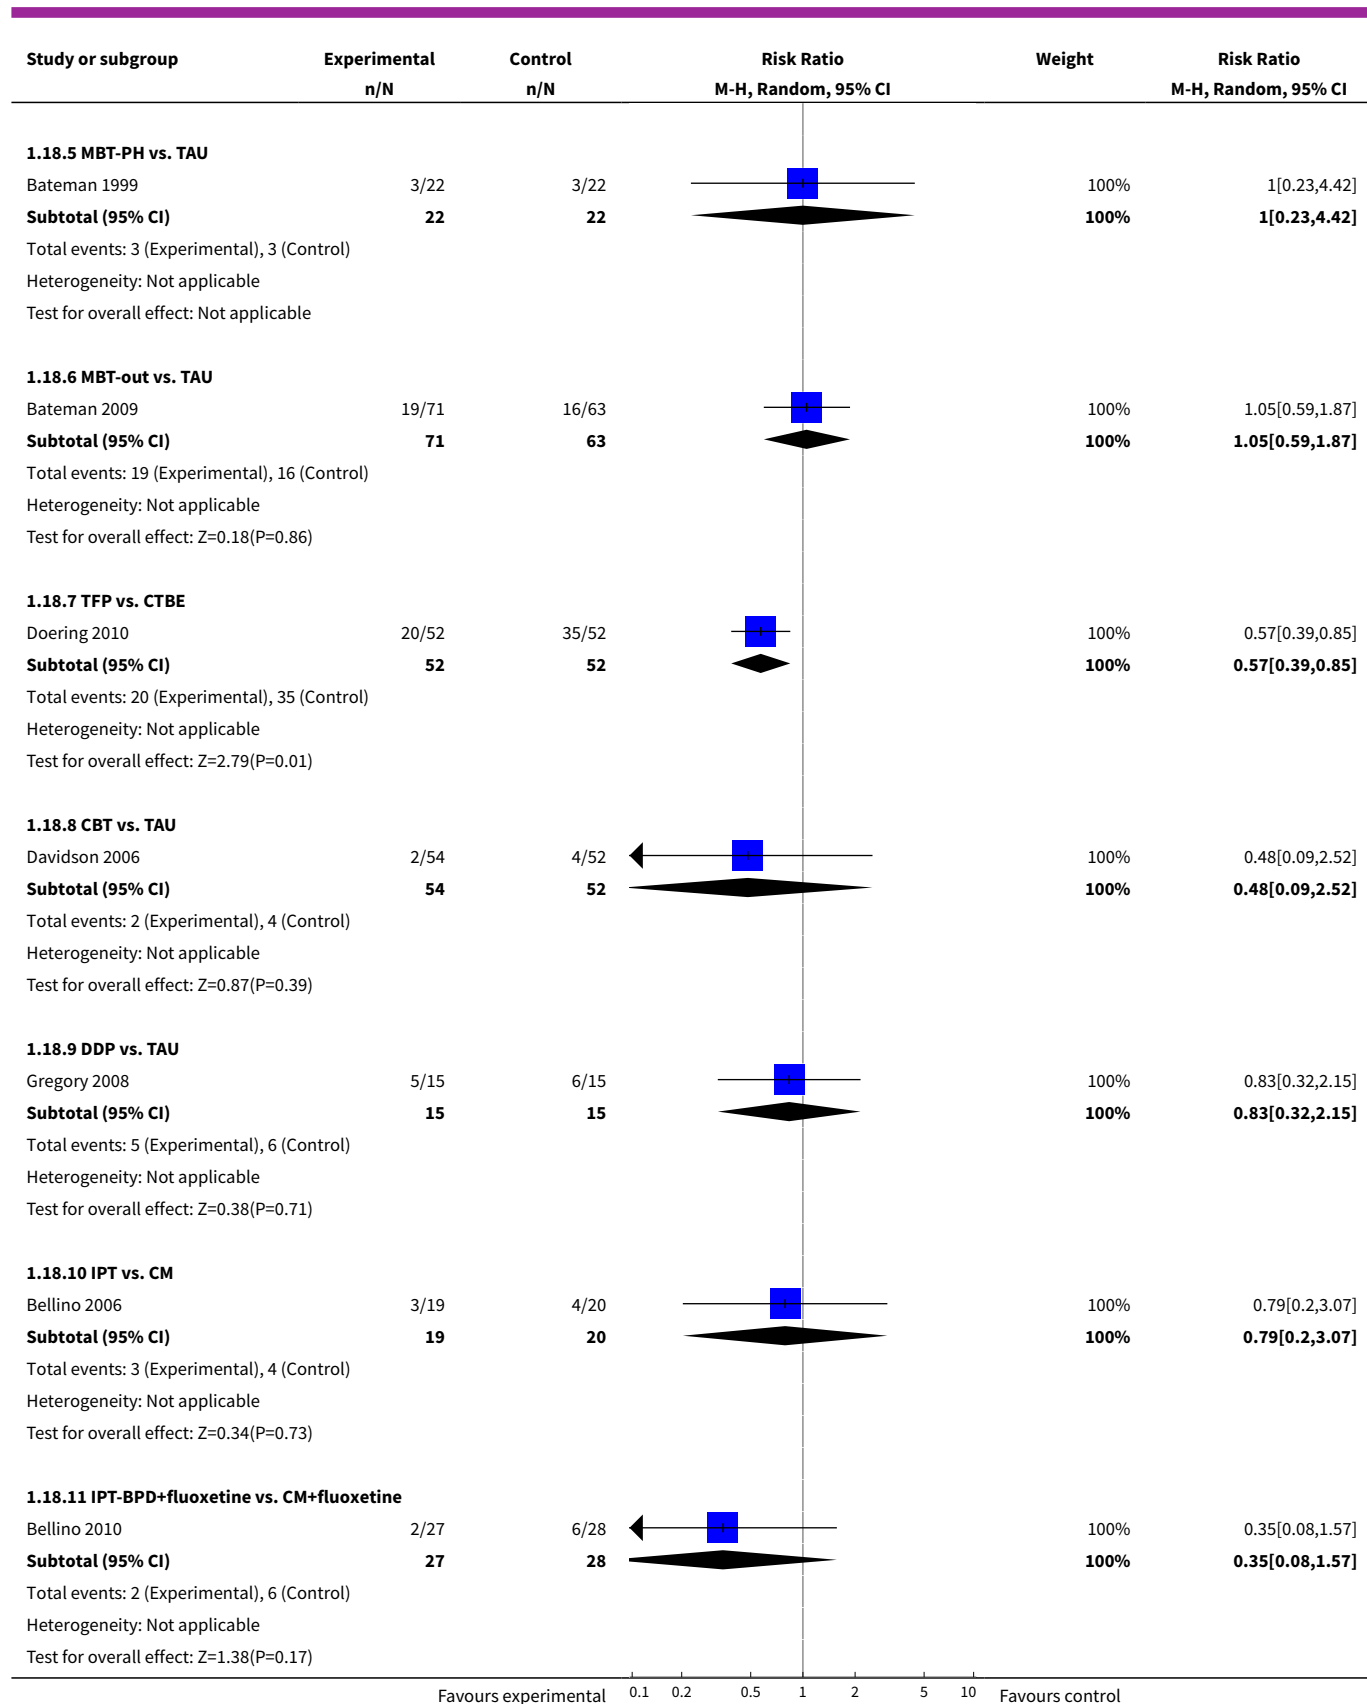 Study or subgroup Experimental Control Risk Ratio Weight Risk Ratio
n/N n/N M-H, Random, 95% CI M-H, Random, 95% CI
1.18.5 MBT-PH vs. TAU
Bateman 1999 3/22 3/22 100% 1[0.23,4.42]
Subtotal (95% CI) 22 22 100% 1[0.23,4.42]
Total events: 3 (Experimental), 3 (Control)
Heterogeneity: Not applicable
Test for overall effect: Not applicable
1.18.6 MBT-out vs. TAU
Bateman 2009 19/71 16/63 100% 1.05[0.59,1.87]
Subtotal (95% CI) 71 63 100% 1.05[0.59,1.87]
Total events: 19 (Experimental), 16 (Control)
Heterogeneity: Not applicable
Test for overall effect: Z=0.18(P=0.86)
1.18.7 TFP vs. CTBE
Doering 2010 20/52 35/52 100% 0.57[0.39,0.85]
Subtotal (95% CI) 52 52 100% 0.57[0.39,0.85]
Total events: 20 (Experimental), 35 (Control)
Heterogeneity: Not applicable
Test for overall effect: Z=2.79(P=0.01)
1.18.8 CBT vs. TAU
Davidson 2006 2/54 4/52 100% 0.48[0.09,2.52]
Subtotal (95% CI) 54 52 100% 0.48[0.09,2.52]
Total events: 2 (Experimental), 4 (Control)
Heterogeneity: Not applicable
Test for overall effect: Z=0.87(P=0.39)
1.18.9 DDP vs. TAU
Gregory 2008 5/15 6/15 100% 0.83[0.32,2.15]
Subtotal (95% CI) 15 15 100% 0.83[0.32,2.15]
Total events: 5 (Experimental), 6 (Control)
Heterogeneity: Not applicable
Test for overall effect: Z=0.38(P=0.71)
1.18.10 IPT vs. CM
Bellino 2006 3/19 4/20 100% 0.79[0.2,3.07]
Subtotal (95% CI) 19 20 100% 0.79[0.2,3.07]
Total events: 3 (Experimental), 4 (Control)
Heterogeneity: Not applicable
Test for overall effect: Z=0.34(P=0.73)
1.18.11 IPT-BPD+fluoxetine vs. CM+fluoxetine
Bellino 2010 2/27 6/28 100% 0.35[0.08,1.57]
Subtotal (95% CI) 27 28 100% 0.35[0.08,1.57]
Total events: 2 (Experimental), 6 (Control)
Heterogeneity: Not applicable
Test for overall effect: Z=1.38(P=0.17)
Favours experimental 0.1 0.2 0.5 1 2 5 10 Favours control